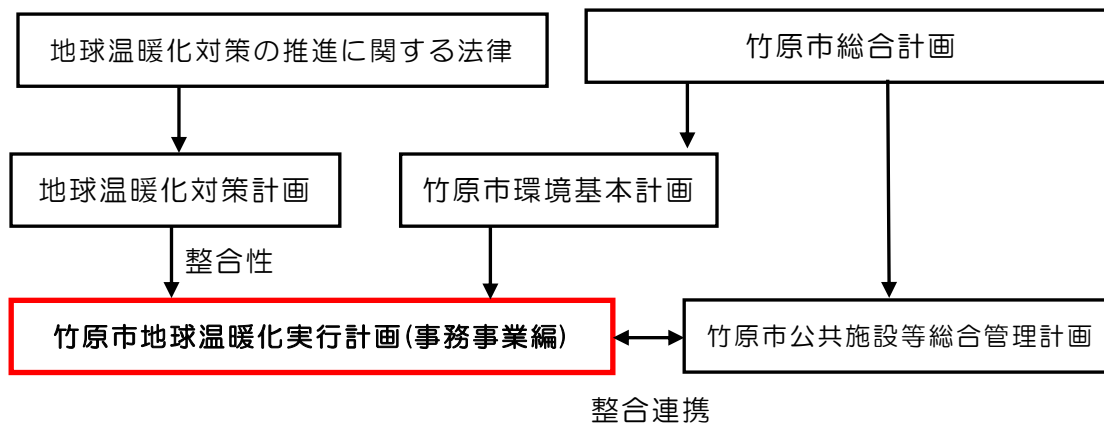 地球温暖化対策の推進に関する法律
竹原市総合計画
地球温暖化対策計画
竹原市環境基本計画
整合性
竹原市地球温暖化実行計画(事務事業編)
竹原市公共施設等総合管理計画
整合連携